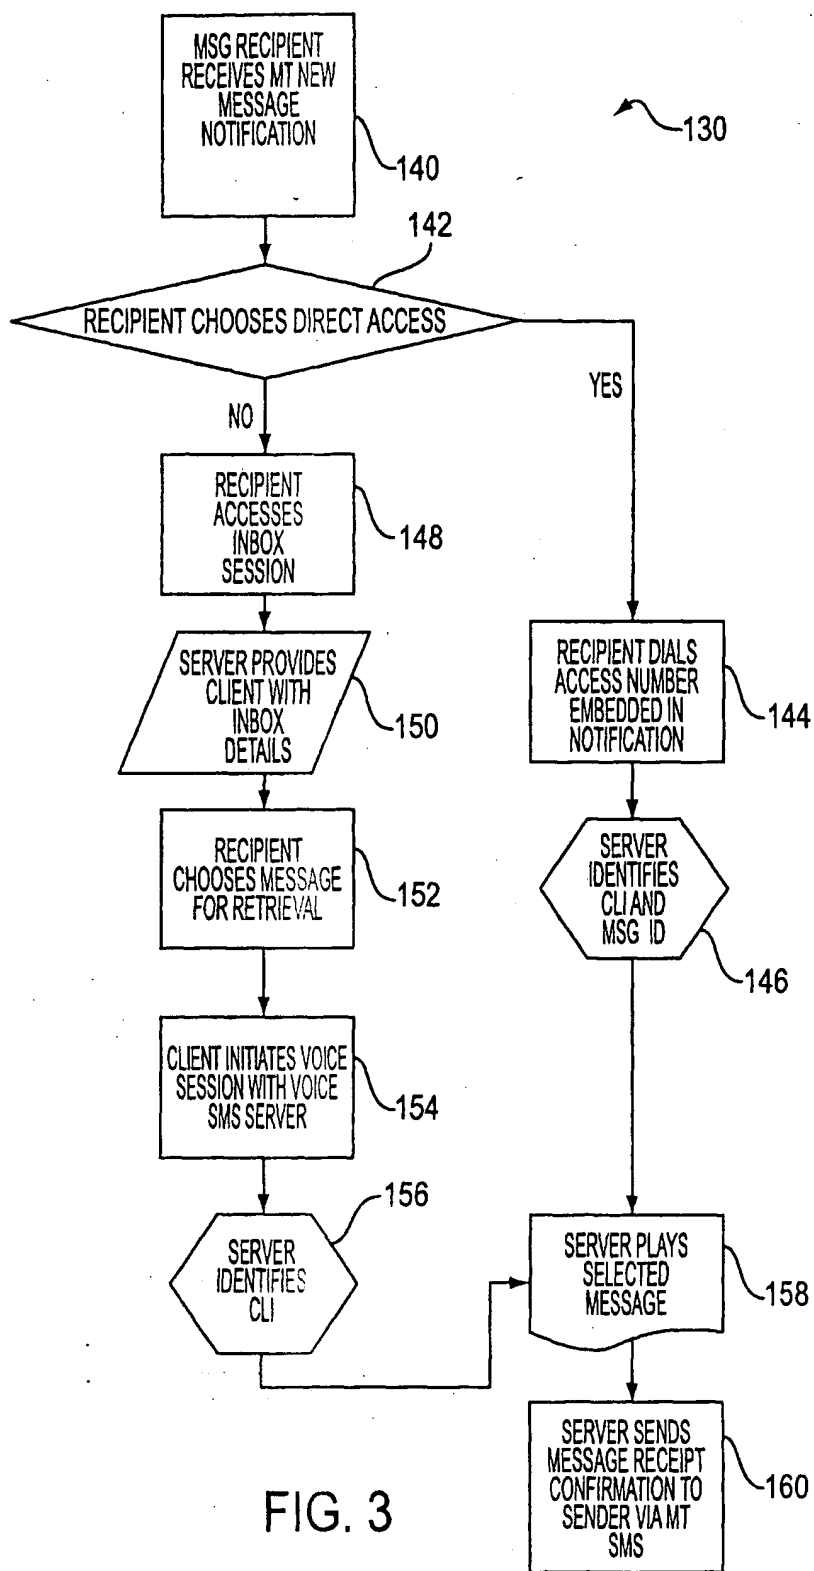 MSG RECIPIENT
RECEIVES MT NEW
MESSAGE
NOTIFICATION
140
130
142
RECIPIENT CHOOSES DIRECT ACCESS
YES
NO
RECIPIENT
ACCESSES
INBOX
SESSION
148
SERVER PROVIDES
CLIENT WITH
INBOX
DETAILS
150
RECIPIENT DIALS
ACCESS NUMBER
EMBEDDED IN
NOTIFICATION
144
RECIPIENT
CHOOSES MESSAGE
FOR RETRIEVAL
152
SERVER
IDENTIFIES
CLI AND
MSG ID
146
CLIENT INITIATES VOICE
SESSION WITH VOICE
SMS SERVER
154
156
SERVER
IDENTIFIES
CLI
SERVER PLAYS
SELECTED
MESSAGE
158
SERVER SENDS
MESSAGE RECEIPT
CONFIRMATION TO
SENDER VIA MT
SMS
160
FIG. 3